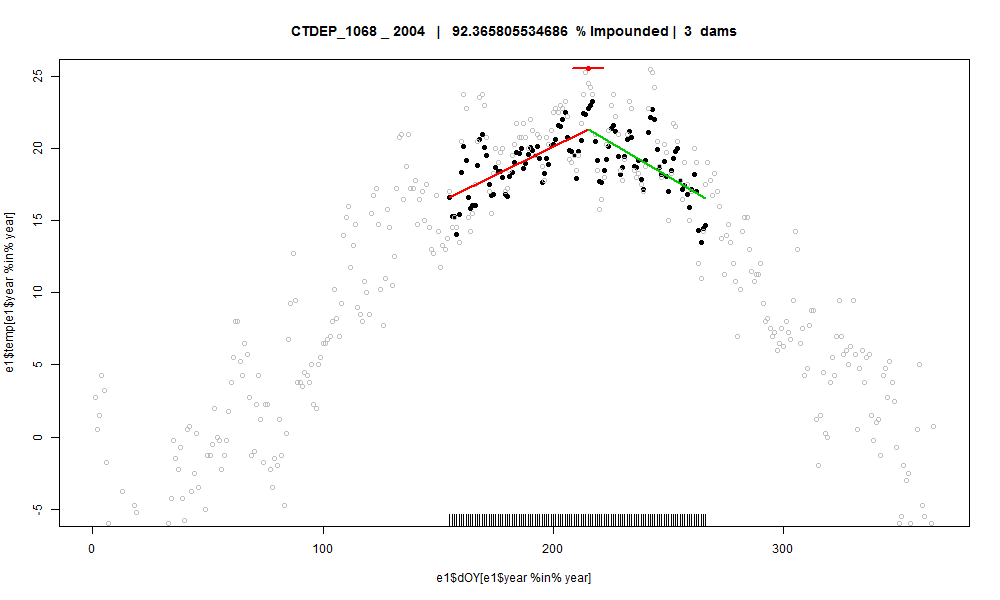 CTDEP_1068 _ 2004 | 92.365805534686 % Impounded | 3 dams
e1$temp[e1$year %in% year]
25
20
15
10
5
0
-5
0 100 200 300
e1$dOY[e1$year %in% year]